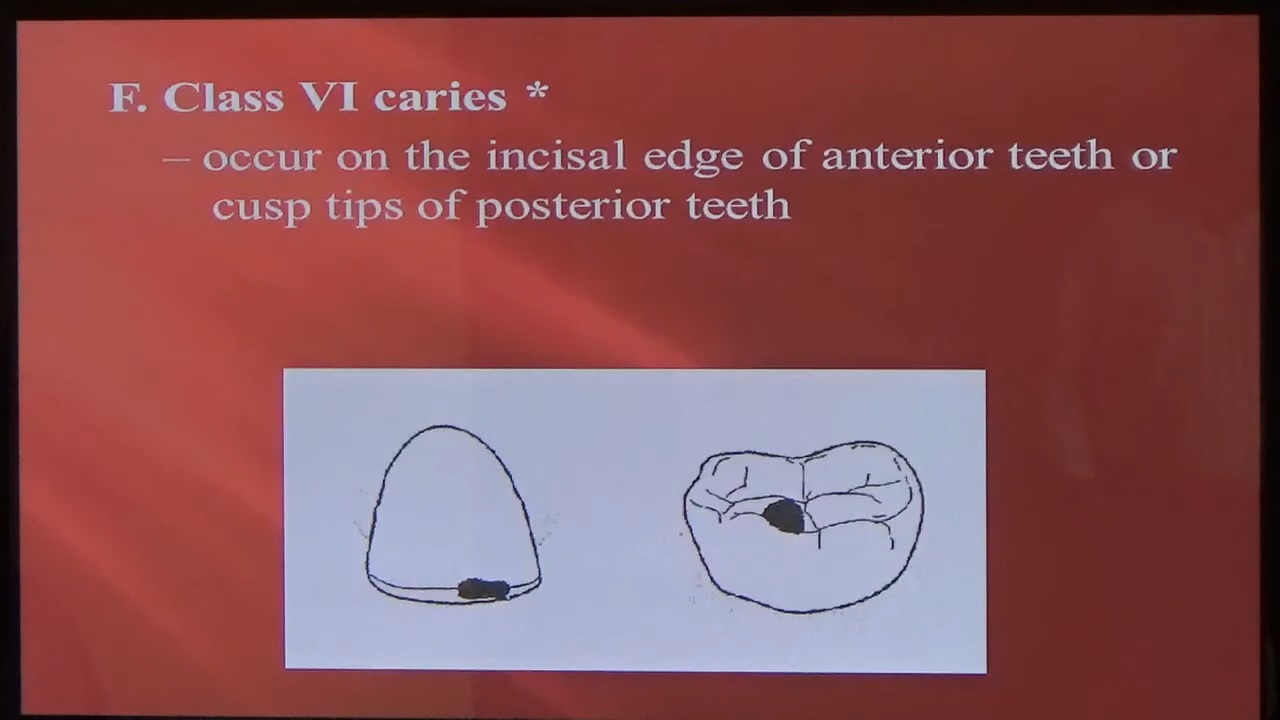 F. Class VI caries *
– occur on the incisal edge of anterior teeth or
cusp tips of posterior teeth